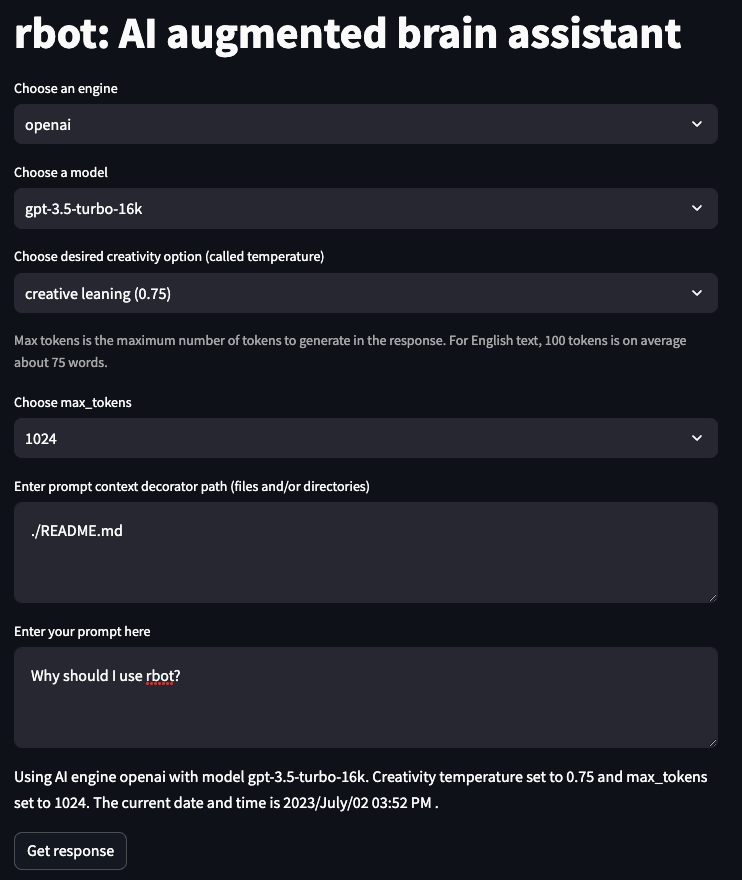 rbot: AI augmented brain assistant
Choose an engine
openai
Choose a model
gpt-3.5-turbo-16k
Choose desired creativity option (called temperature)
creative leaning (0.75)
Max tokens is the maximum number of tokens to generate in the response. For English text, 100 tokens is on average
about 75 words.
Choose max_tokens
1024
Enter prompt context decorator path (files and/or directories)
./README.md
Enter your prompt here
Why should I use rbot?
Using AI engine openai with model gpt-3.5-turbo-16k. Creativity temperature set to 0.75 and max_tokens
set to 1024. The current date and time is 2023/July/02 03:52 PM .
Get response